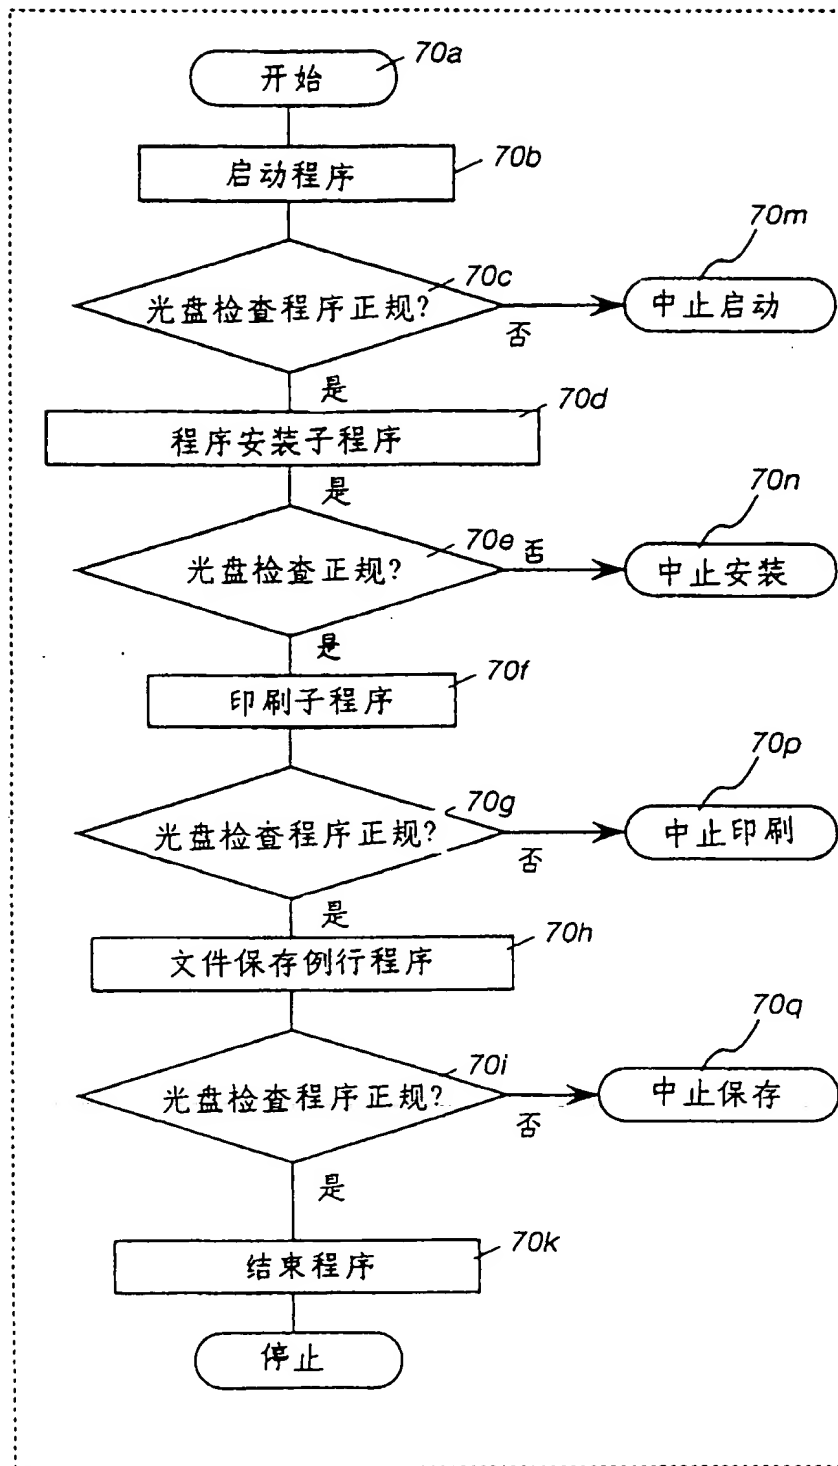 70a
开始
70b
启动程序
70m
70c
光盘检查程序正规?
中止启动
否
是
70d
程序安装子程序
是
70n
70e
否
光盘检查正规?
中止安装
是
70f
印刷子程序
70p
70g
光盘检查程序正规?
中止印刷
否
是
70h
文件保存例行程序
70q
70i
光盘检查程序正规?
中止保存
否
是
70k
结束程序
停止